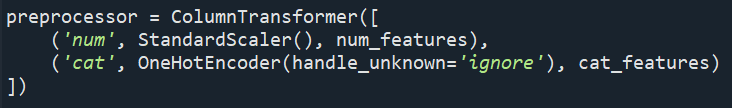 preprocessor = ColumnTransformer([
    ('num', StandardScaler(), num_features),
    ('cat', OneHotEncoder(handle_unknown='ignore'), cat_features)
])